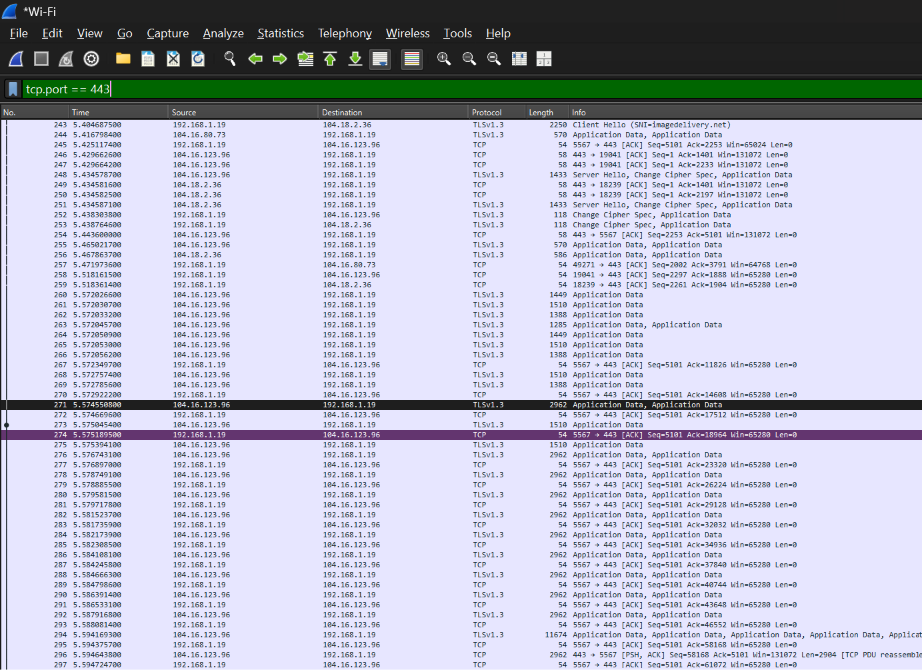 *Wi-Fi
File Edit View Go Capture Analyze Statistics Telephony Wireless Tools Help
tcp.port == 443
No. Time Source Destination Protocol Length Info
243 5.404687500 192.168.1.19 104.18.2.36 TLSv1.3 2250 Client Hello (SNI=imagedelivery.net)
244 5.416798400 104.16.80.73 192.168.1.19 TLSv1.3 570 Application Data, Application Data
245 5.425117400 192.168.1.19 104.16.123.96 TCP 54 5567 → 443 [ACK] Seq=5101 Ack=2253 Win=65024 Len=0
246 5.429662600 104.16.123.96 192.168.1.19 TCP 58 443 → 19041 [ACK] Seq=1 Ack=1401 Win=131072 Len=0
247 5.429664200 104.16.123.96 192.168.1.19 TCP 58 443 → 19041 [ACK] Seq=1 Ack=2233 Win=131072 Len=0
248 5.434578700 104.16.123.96 192.168.1.19 TLSv1.3 1433 Server Hello, Change Cipher Spec, Application Data
249 5.434581600 104.18.2.36 192.168.1.19 TCP 58 443 → 18239 [ACK] Seq=1 Ack=1401 Win=131072 Len=0
250 5.434582500 104.18.2.36 192.168.1.19 TCP 58 443 → 18239 [ACK] Seq=1 Ack=2197 Win=131072 Len=0
251 5.434587100 104.18.2.36 192.168.1.19 TLSv1.3 1433 Server Hello, Change Cipher Spec, Application Data
252 5.438303800 192.168.1.19 104.16.123.96 TLSv1.3 118 Change Cipher Spec, Application Data
253 5.438764600 192.168.1.19 104.18.2.36 TLSv1.3 118 Change Cipher Spec, Application Data
254 5.443600000 104.16.123.96 192.168.1.19 TCP 54 443 → 5567 [ACK] Seq=2253 Ack=5101 Win=131072 Len=0
255 5.465021700 104.16.123.96 192.168.1.19 TLSv1.3 570 Application Data, Application Data
256 5.467863700 104.18.2.36 192.168.1.19 TLSv1.3 586 Application Data, Application Data
257 5.471973600 192.168.1.19 104.16.80.73 TCP 54 49271 → 443 [ACK] Seq=2002 Ack=3791 Win=64768 Len=0
258 5.518161500 192.168.1.19 104.16.123.96 TCP 54 19041 → 443 [ACK] Seq=2297 Ack=1888 Win=65280 Len=0
259 5.518361400 192.168.1.19 104.18.2.36 TCP 54 18239 → 443 [ACK] Seq=2261 Ack=1904 Win=65280 Len=0
260 5.572026600 104.16.123.96 192.168.1.19 TLSv1.3 1449 Application Data
261 5.572030700 104.16.123.96 192.168.1.19 TLSv1.3 1510 Application Data
262 5.572033200 104.16.123.96 192.168.1.19 TLSv1.3 1388 Application Data
263 5.572045700 104.16.123.96 192.168.1.19 TLSv1.3 1285 Application Data, Application Data
264 5.572050900 104.16.123.96 192.168.1.19 TLSv1.3 1449 Application Data
265 5.572053000 104.16.123.96 192.168.1.19 TLSv1.3 1510 Application Data
266 5.572056200 104.16.123.96 192.168.1.19 TLSv1.3 1388 Application Data
267 5.572349700 192.168.1.19 104.16.123.96 TCP 54 5567 → 443 [ACK] Seq=5101 Ack=11826 Win=65280 Len=0
268 5.572757400 104.16.123.96 192.168.1.19 TLSv1.3 1510 Application Data
269 5.572785600 104.16.123.96 192.168.1.19 TLSv1.3 1388 Application Data
270 5.572922200 192.168.1.19 104.16.123.96 TCP 54 5567 → 443 [ACK] Seq=5101 Ack=14608 Win=65280 Len=0
271 5.574550800 104.16.123.96 192.168.1.19 TLSv1.3 2962 Application Data, Application Data
272 5.574669600 192.168.1.19 104.16.123.96 TCP 54 5567 → 443 [ACK] Seq=5101 Ack=17512 Win=65280 Len=0
273 5.575045400 104.16.123.96 192.168.1.19 TLSv1.3 1510 Application Data
274 5.575189500 192.168.1.19 104.16.123.96 TCP 54 5567 → 443 [ACK] Seq=5101 Ack=18964 Win=65280 Len=0
275 5.575394100 104.16.123.96 192.168.1.19 TLSv1.3 1510 Application Data
276 5.576743100 104.16.123.96 192.168.1.19 TLSv1.3 2962 Application Data, Application Data
277 5.576897000 192.168.1.19 104.16.123.96 TCP 54 5567 → 443 [ACK] Seq=5101 Ack=23320 Win=65280 Len=0
278 5.578749100 104.16.123.96 192.168.1.19 TLSv1.3 2962 Application Data, Application Data
279 5.578885500 192.168.1.19 104.16.123.96 TCP 54 5567 → 443 [ACK] Seq=5101 Ack=26224 Win=65280 Len=0
280 5.579581500 104.16.123.96 192.168.1.19 TLSv1.3 2962 Application Data, Application Data
281 5.579717800 192.168.1.19 104.16.123.96 TCP 54 5567 → 443 [ACK] Seq=5101 Ack=29128 Win=65280 Len=0
282 5.581523700 104.16.123.96 192.168.1.19 TLSv1.3 2962 Application Data, Application Data
283 5.581735900 192.168.1.19 104.16.123.96 TCP 54 5567 → 443 [ACK] Seq=5101 Ack=32032 Win=65280 Len=0
284 5.582173900 104.16.123.96 192.168.1.19 TLSv1.3 2962 Application Data, Application Data
285 5.582308500 192.168.1.19 104.16.123.96 TCP 54 5567 → 443 [ACK] Seq=5101 Ack=34936 Win=65280 Len=0
286 5.584108100 104.16.123.96 192.168.1.19 TLSv1.3 2962 Application Data, Application Data
287 5.584245800 192.168.1.19 104.16.123.96 TCP 54 5567 → 443 [ACK] Seq=5101 Ack=37840 Win=65280 Len=0
288 5.584666300 104.16.123.96 192.168.1.19 TLSv1.3 2962 Application Data, Application Data
289 5.584798600 192.168.1.19 104.16.123.96 TCP 54 5567 → 443 [ACK] Seq=5101 Ack=40744 Win=65280 Len=0
290 5.586391400 104.16.123.96 192.168.1.19 TLSv1.3 2962 Application Data, Application Data
291 5.586533100 192.168.1.19 104.16.123.96 TCP 54 5567 → 443 [ACK] Seq=5101 Ack=43648 Win=65280 Len=0
292 5.587916800 104.16.123.96 192.168.1.19 TLSv1.3 2962 Application Data, Application Data
293 5.588081400 192.168.1.19 104.16.123.96 TCP 54 5567 → 443 [ACK] Seq=5101 Ack=46552 Win=65280 Len=0
294 5.594169300 104.16.123.96 192.168.1.19 TLSv1.3 11674 Application Data, Application Data, Application Data, Application Data, Applica
295 5.594375700 192.168.1.19 104.16.123.96 TCP 54 5567 → 443 [ACK] Seq=5101 Ack=58168 Win=65280 Len=0
296 5.594643800 104.16.123.96 192.168.1.19 TCP 2962 443 → 5567 [PSH, ACK] Seq=58168 Ack=5101 Win=131072 Len=2904 [TCP PDU reassemble
297 5.594724700 192.168.1.19 104.16.123.96 TCP 54 5567 → 443 [ACK] Seq=5101 Ack=61072 Win=65280 Len=0